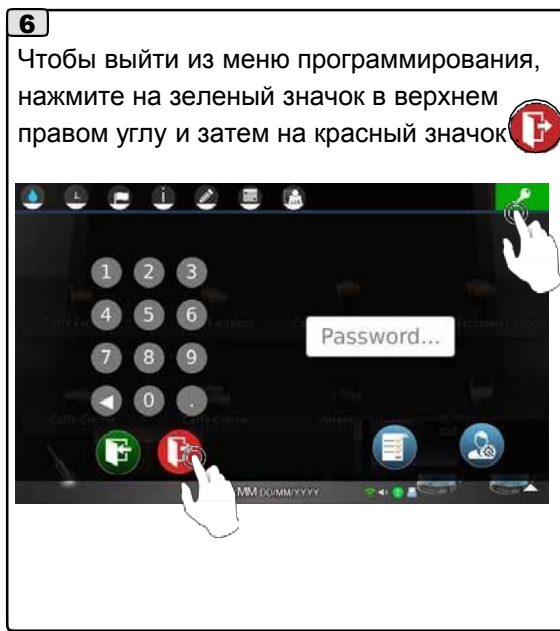 6
Чтобы выйти из меню программирования,
нажмите на зеленый значок в верхнем
правом углу и затем на красный значок
1 2 3
4 5 6
Password...
7 8 9
0 .
MM DD/MM/YYYY